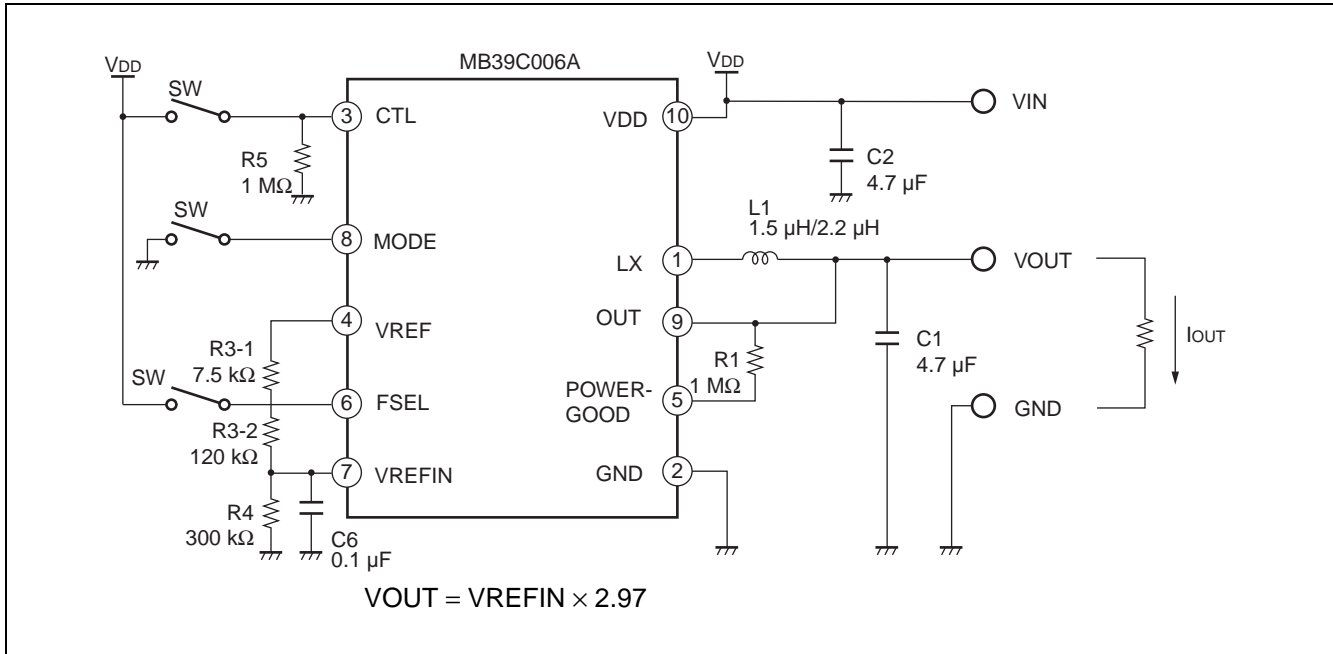 MB39C006A
VDD
SW
3
CTL
R5
1 MΩ
SW
8
MODE
4
VREF
R3-1
7.5 kΩ
SW
6
FSEL
R3-2
120 kΩ
7
VREFIN
R4
300 kΩ
C6
0.1 µF
VDD
VDD
10
VIN
C2
4.7 µF
L1
1.5 µH/2.2 µH
LX
1
VOUT
OUT
9
R1
1 MΩ
C1
4.7 µF
IOUT
POWER-
GOOD
5
GND
GND
2
VOUT = VREFIN × 2.97